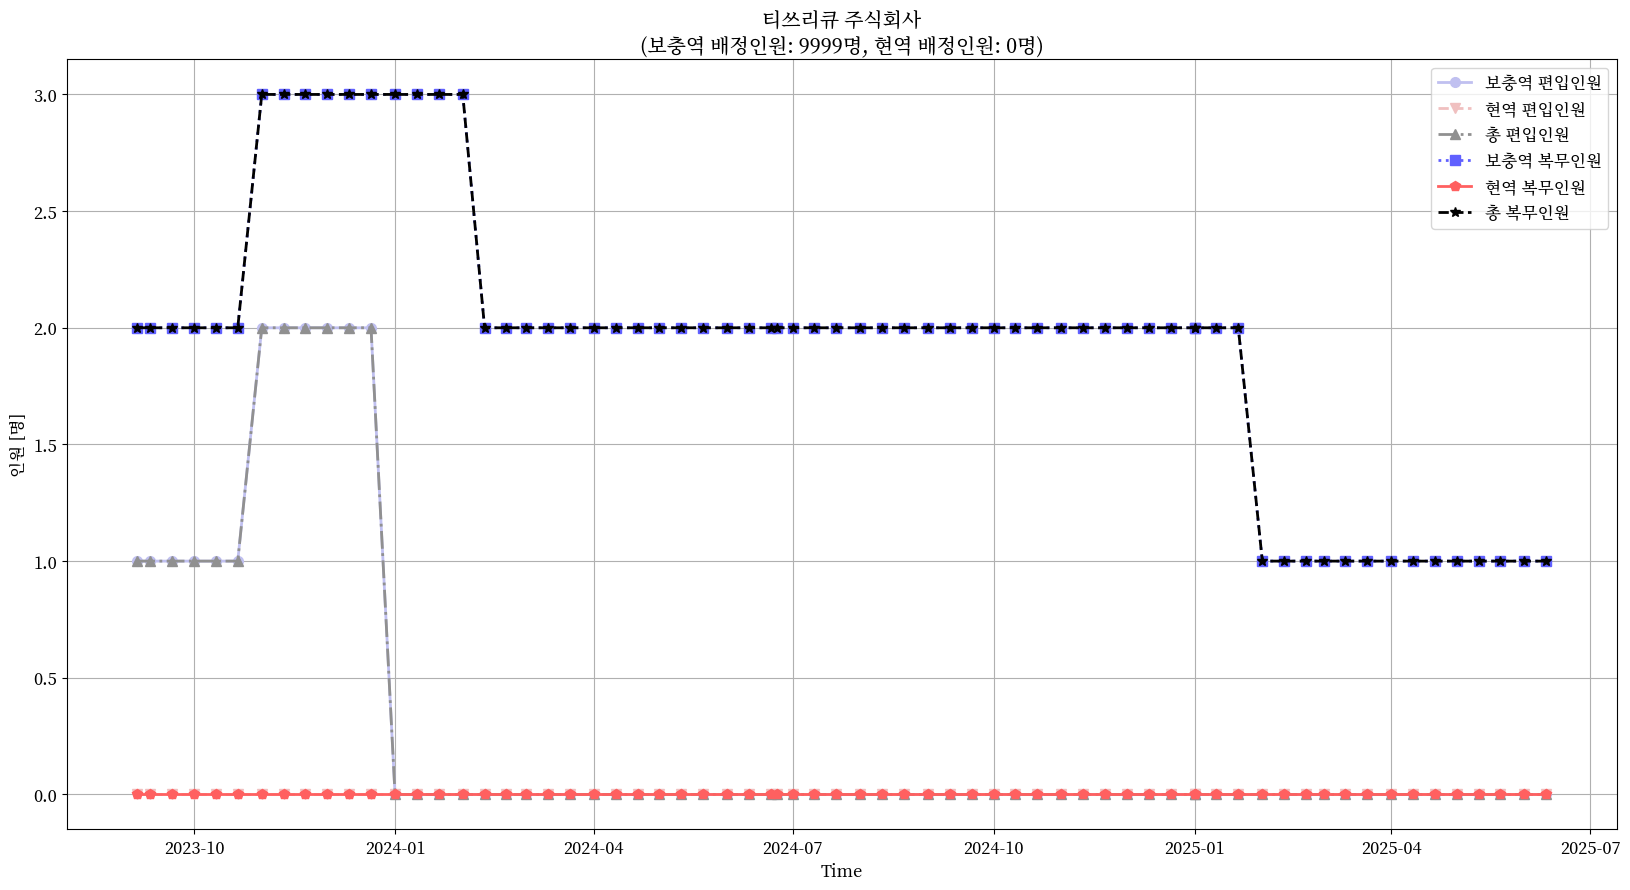 티쓰리큐 주식회사
(보충역 배정인원: 9999명, 현역 배정인원: 0명)
보충역 편입인원
현역 편입인원
총 편입인원
보충역 복무인원
현역 복무인원
총 복무인원
인원 [명]
3.0
2.5
2.0
1.5
1.0
0.5
0.0
2023-10
2024-01
2024-04
2024-07
2024-10
2025-01
2025-04
2025-07
Time